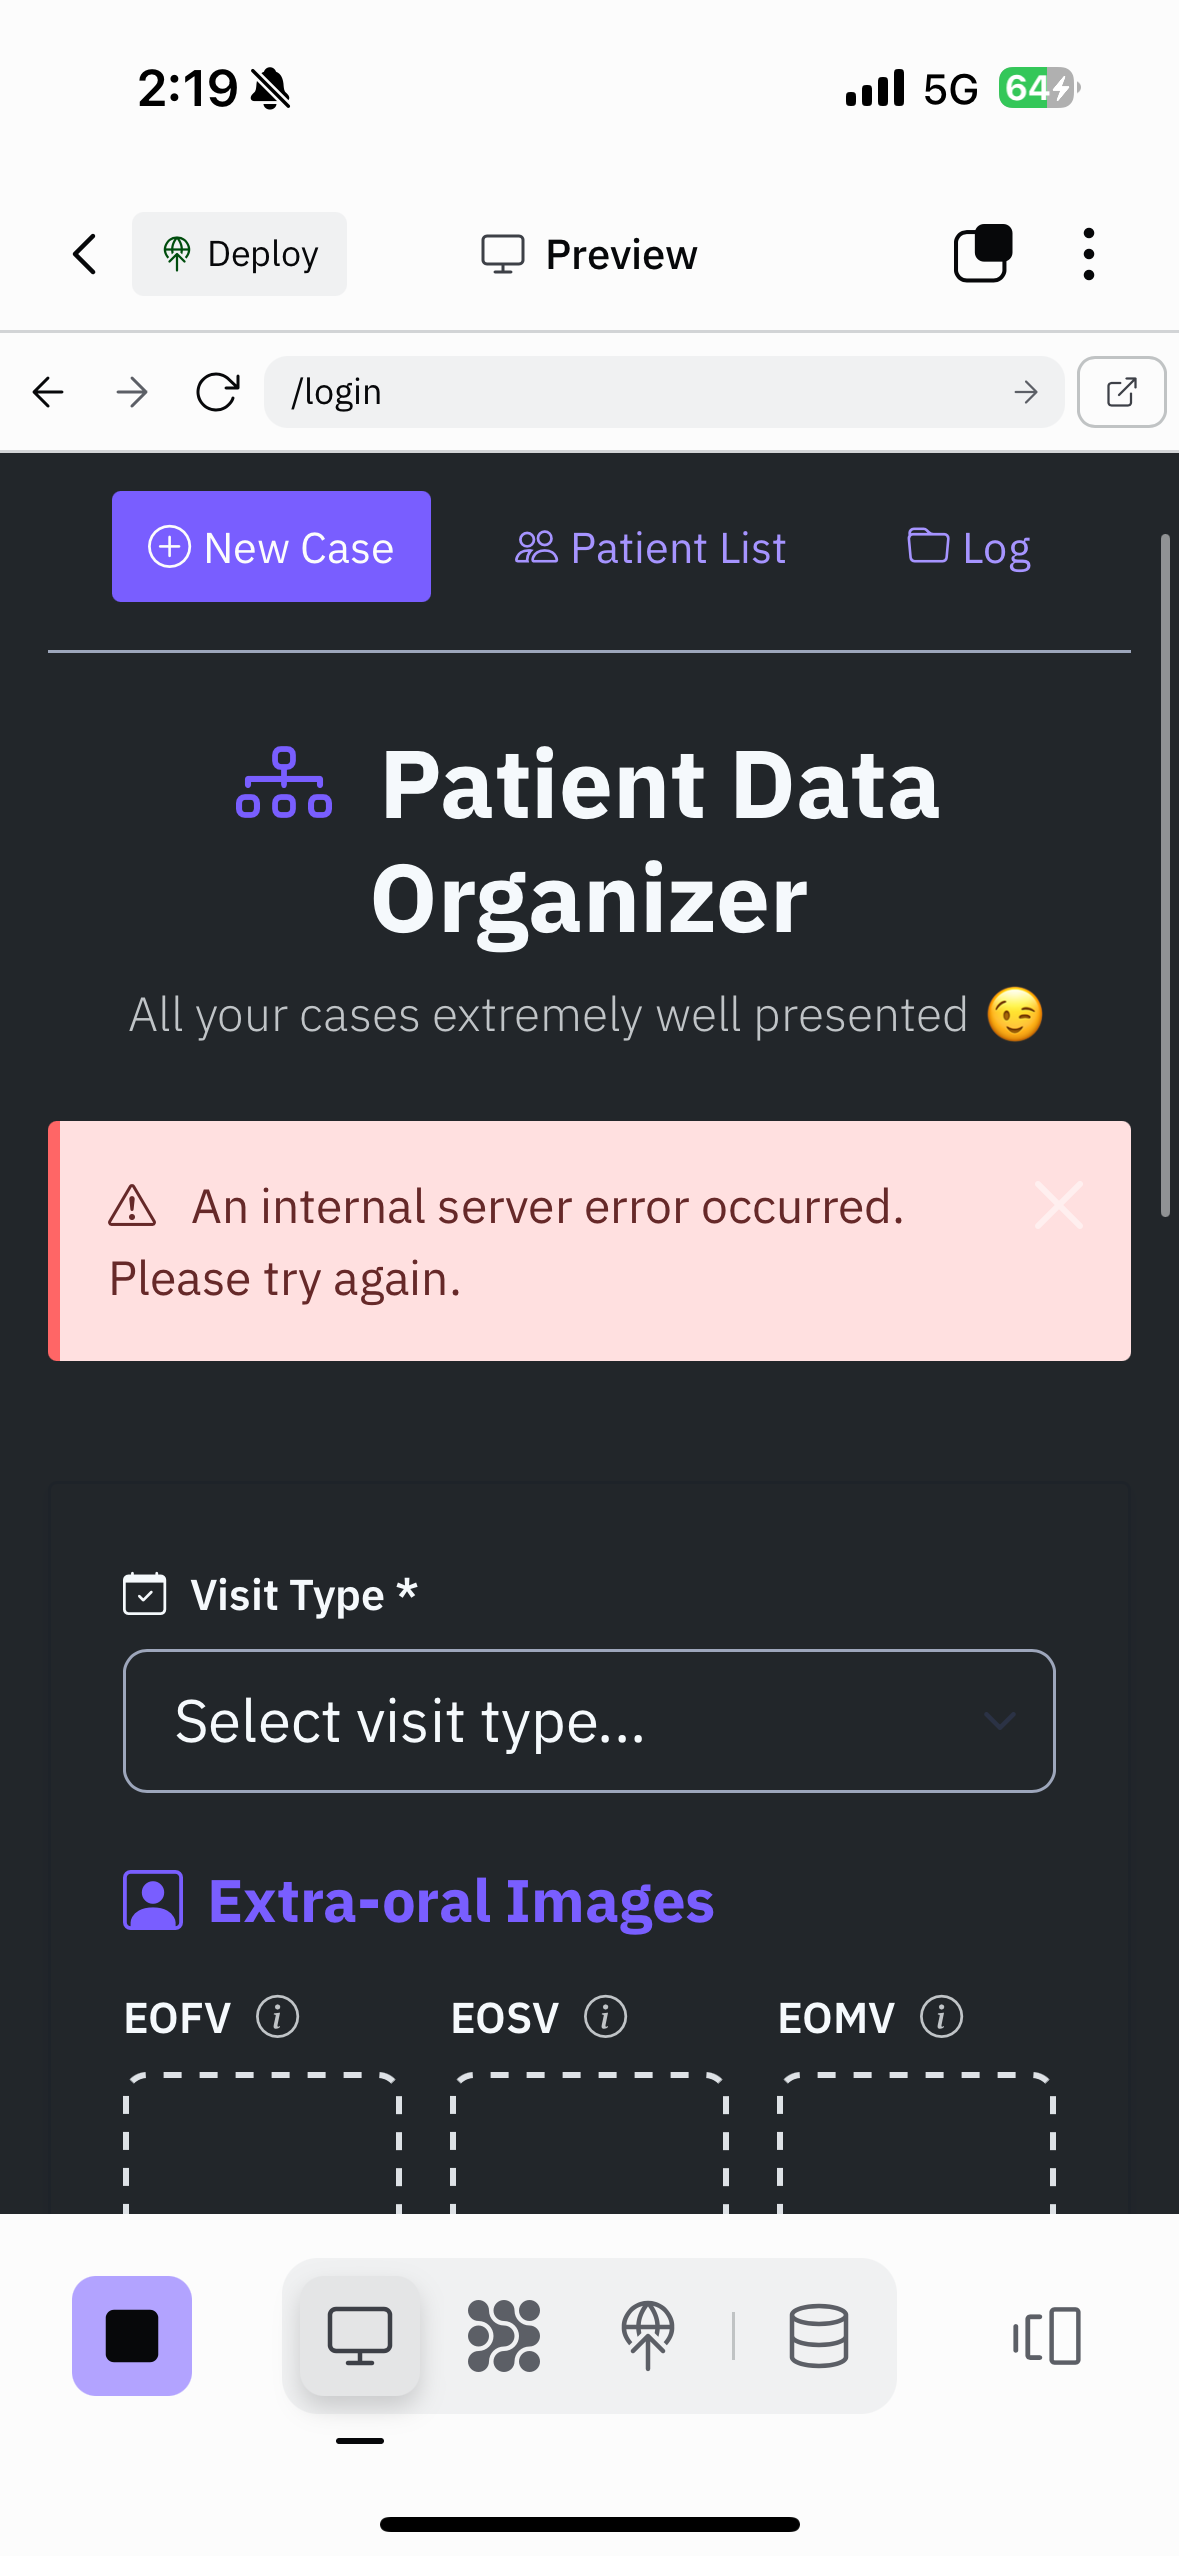 2:19
5G
64
Deploy
Preview
/login
New Case
Patient List
Log
Patient Data
Organizer
All your cases extremely well presented 😉
An internal server error occurred.
Please try again.
Visit Type *
Select visit type...
Extra-oral Images
EOFV
EOSV
EOMV